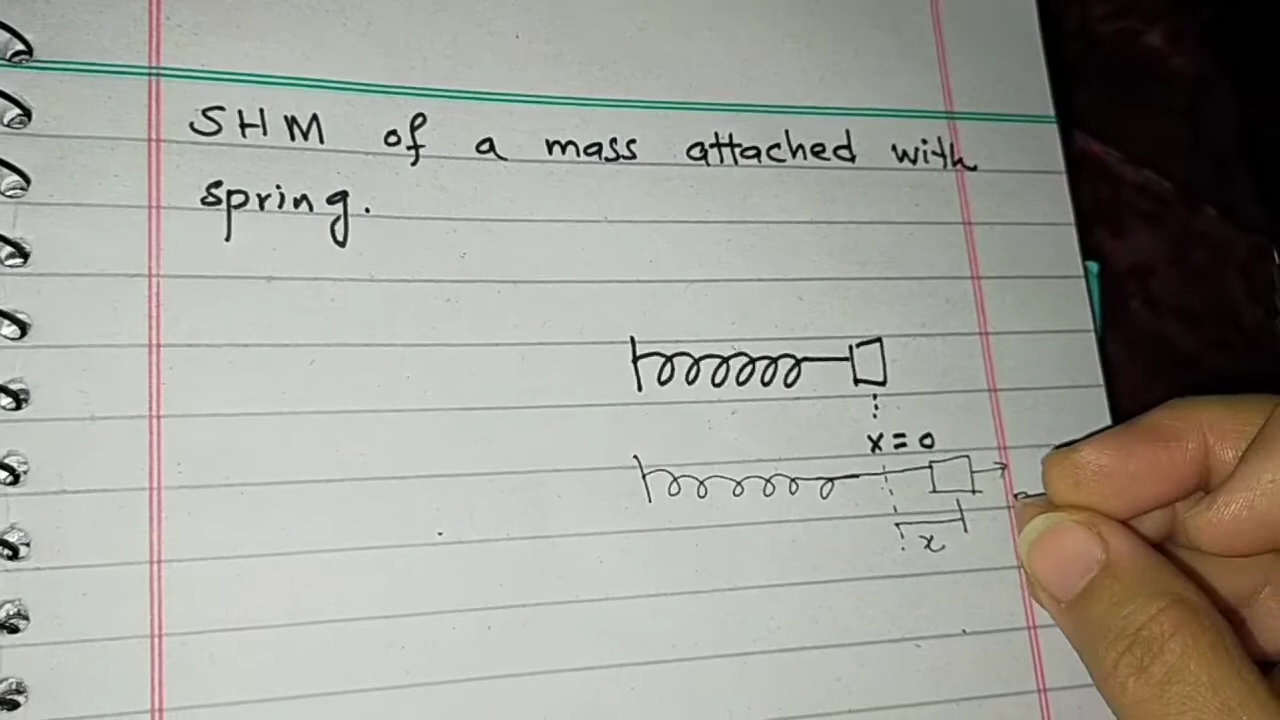 SHM of a mass attached with
spring.
x = 0
x